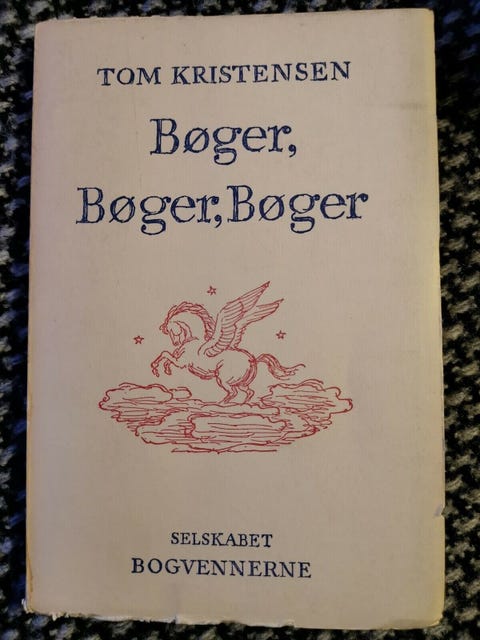 TOM KRISTENSEN
Bøger,
Bøger, Bøger
SELSKABET
BOGVENNERNE